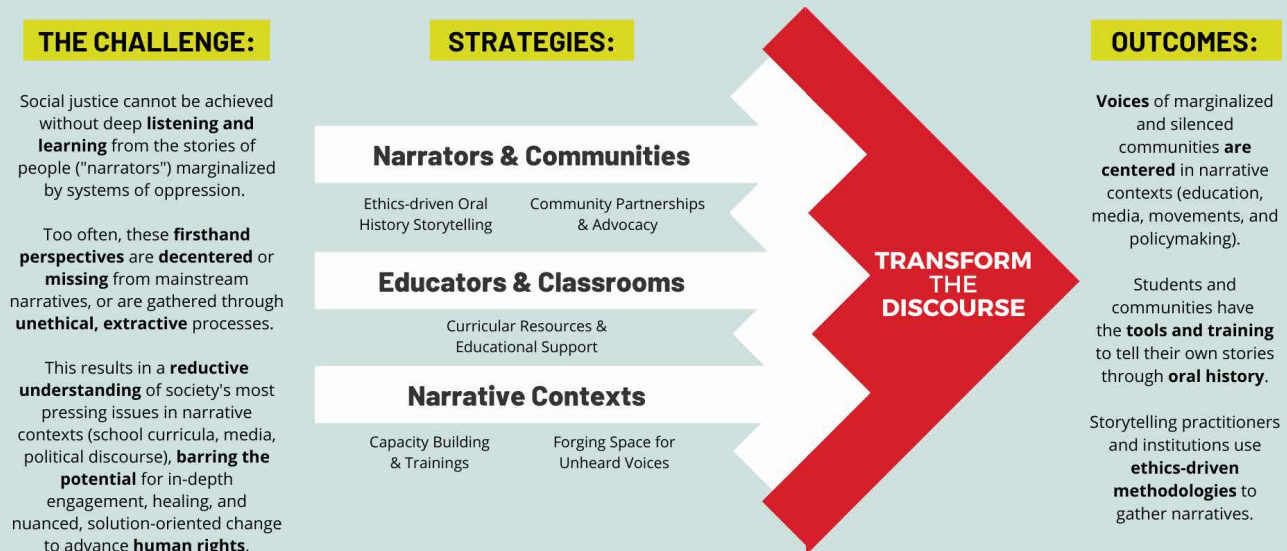 THE CHALLENGE:
Social justice cannot be achieved
without deep listening and
learning from the stories of
people ("narrators") marginalized
by systems of oppression.
Too often, these firsthand
perspectives are decentered or
missing from mainstream
narratives, or are gathered through
unethical, extractive processes.
This results in a reductive
understanding of society's most
pressing issues in narrative
contexts (school curricula, media,
political discourse), barring the
potential for in-depth
engagement, healing, and
nuanced, solution-oriented change
to advance human rights.
STRATEGIES:
Narrators & Communities
Ethics-driven Oral
History Storytelling
Community Partnerships
& Advocacy
Educators & Classrooms
Curricular Resources &
Educational Support
Narrative Contexts
Capacity Building
& Trainings
Forging Space for
Unheard Voices
TRANSFORM
THE
DISCOURSE
OUTCOMES:
Voices of marginalized
and silenced
communities are
centered in narrative
contexts (education,
media, movements, and
policymaking).
Students and
communities have
the tools and training
to tell their own stories
through oral history.
Storytelling practitioners
and institutions use
ethics-driven
methodologies to
gather narratives.